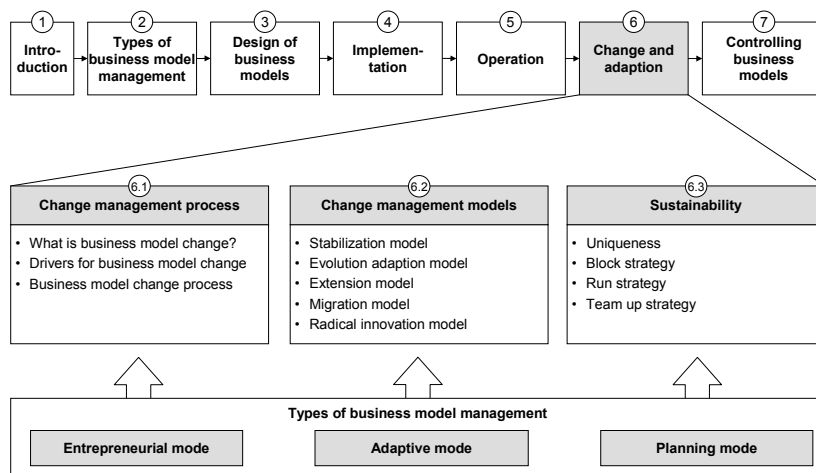 1
Intro-
duction
2
Types of
business model
management
3
Design of
business
models
4
Implemen-
tation
5
Operation
6
Change and
adaption
7
Controlling
business
models
6.1
Change management process
• What is business model change?
• Drivers for business model change
• Business model change process
6.2
Change management models
• Stabilization model
• Evolution adaption model
• Extension model
• Migration model
• Radical innovation model
6.3
Sustainability
• Uniqueness
• Block strategy
• Run strategy
• Team up strategy
Types of business model management
Entrepreneurial mode
Adaptive mode
Planning mode